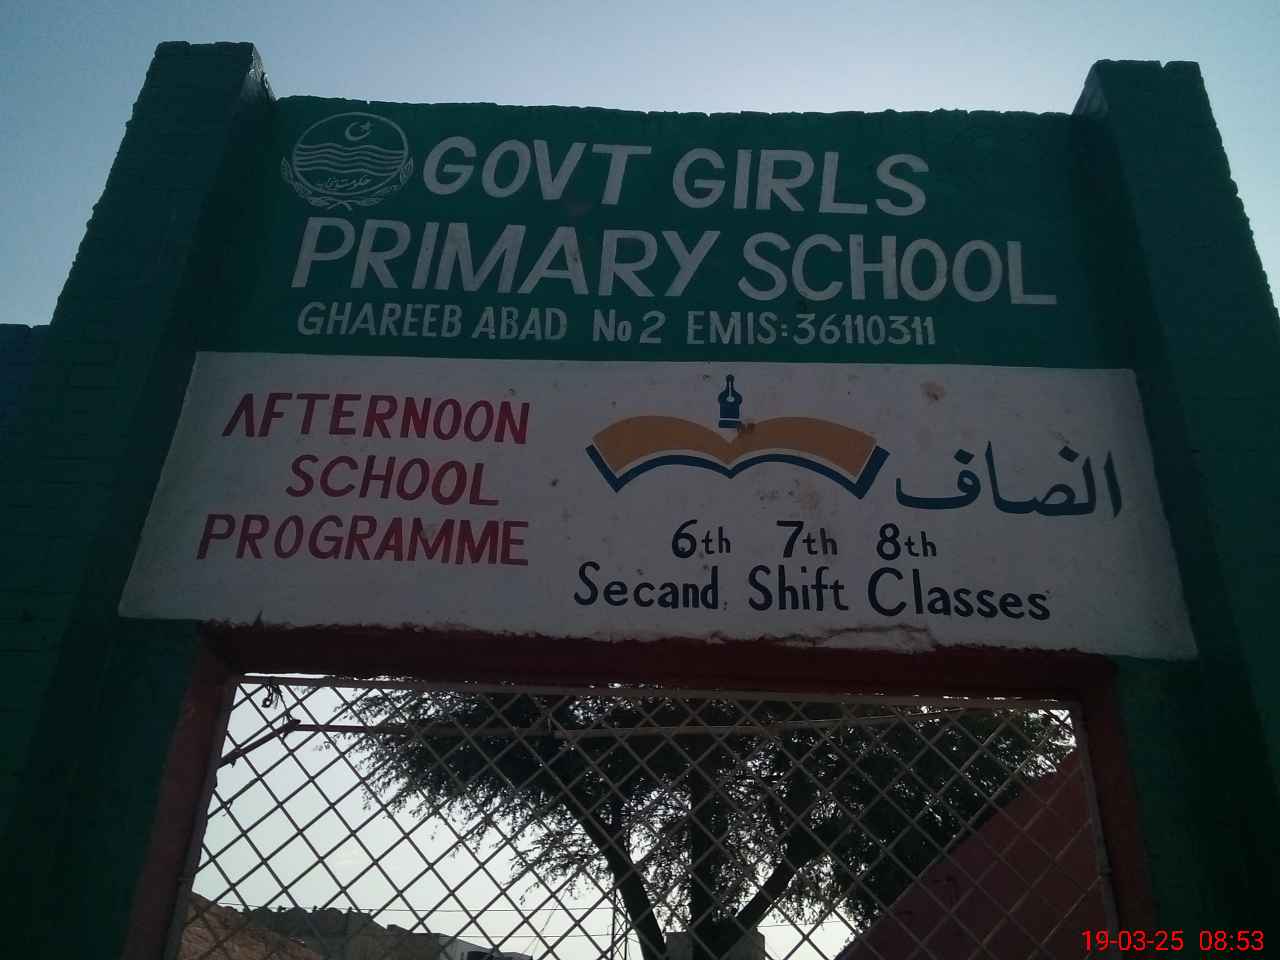 GOVT GIRLS
PRIMARY SCHOOL
GHAREEB ABAD No 2 EMIS:36110311
AFTERNOON
SCHOOL
PROGRAMME
انصاف
6th 7th 8th
Secand Shift Classes
19-03-25 08:53